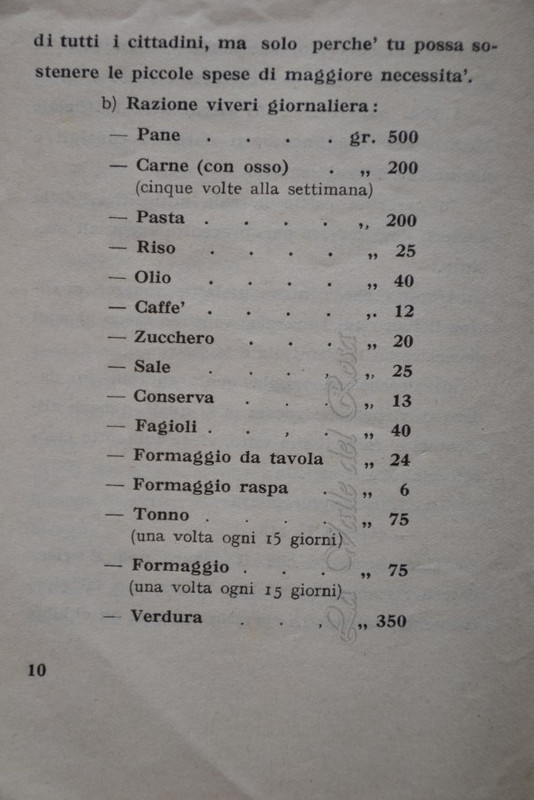 di tutti i cittadini, ma solo perche' tu possa so-
stenere le piccole spese di maggiore necessita'.
b) Razione viveri giornaliera :
— Pane . . . . gr. 500
— Carne (con osso) . „ 200
(cinque volte alla settimana)
— Pasta . . . . „ 200
— Riso . . . . „ 25
— Olio . . . . „ 40
— Caffe' . . . . „ 12
— Zucchero . . . „ 20
— Sale . . . . „ 25
— Conserva . . . „ 13
— Fagioli . . . . „ 40
— Formaggio da tavola „ 24
— Formaggio raspa . „ 6
— Tonno . . . . „ 75
(una volta ogni 15 giorni)
— Formaggio . . . „ 75
(una volta ogni 15 giorni)
— Verdura . . . „ 350
10